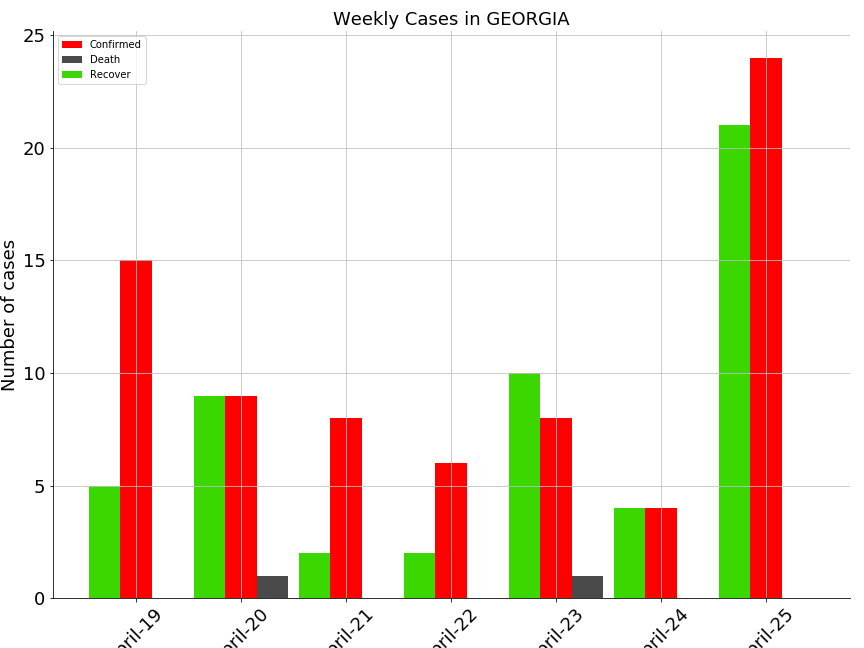 Weekly Cases in GEORGIA
Confirmed
Death
Recover
Number of cases
25
20
15
10
5
0
pril-19
pril-20
pril-21
pril-22
pril-23
pril-24
pril-25